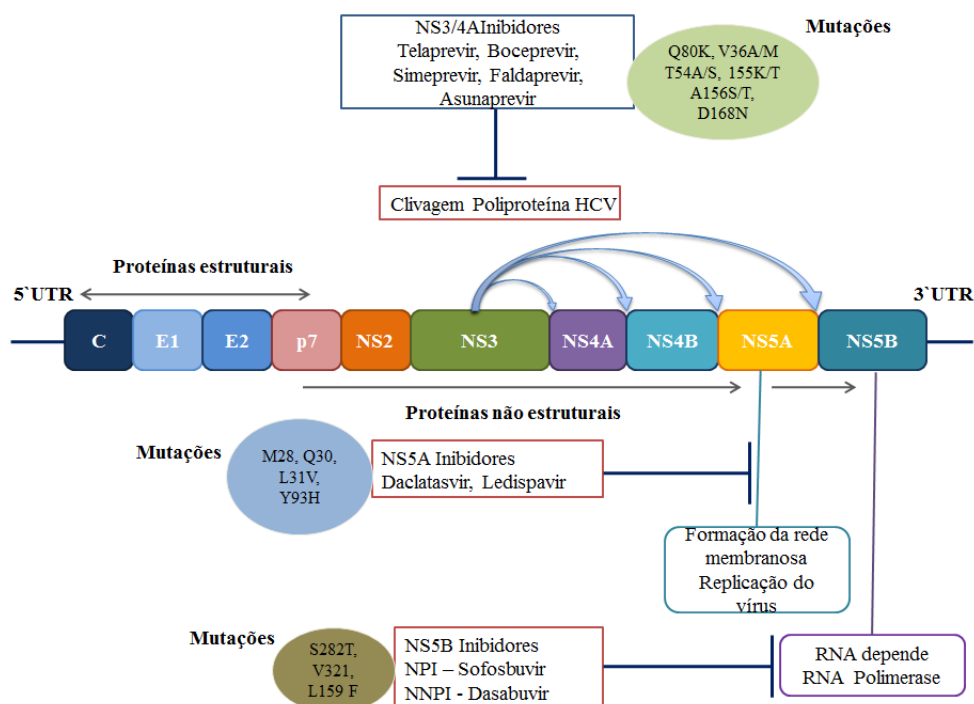 NS3/4AInibidores
Telaprevir, Boceprevir,
Simeprevir, Faldaprevir,
Asunaprevir
Mutações
Q80K, V36A/M
T54A/S, 155K/T
A156S/T,
D168N
Clivagem Poliproteína HCV
Proteínas estruturais
5`UTR
3`UTR
C
E1
E2
p7
NS2
NS3
NS4A
NS4B
NS5A
NS5B
Proteínas não estruturais
Mutações
M28, Q30,
L31V,
Y93H
NS5A Inibidores
Daclatasvir, Ledispavir
Formação da rede
membranosa
Replicação do
vírus
Mutações
S282T,
V321,
L159 F
NS5B Inibidores
NPI – Sofosbuvir
NNPI - Dasabuvir
RNA depende
RNA Polimerase